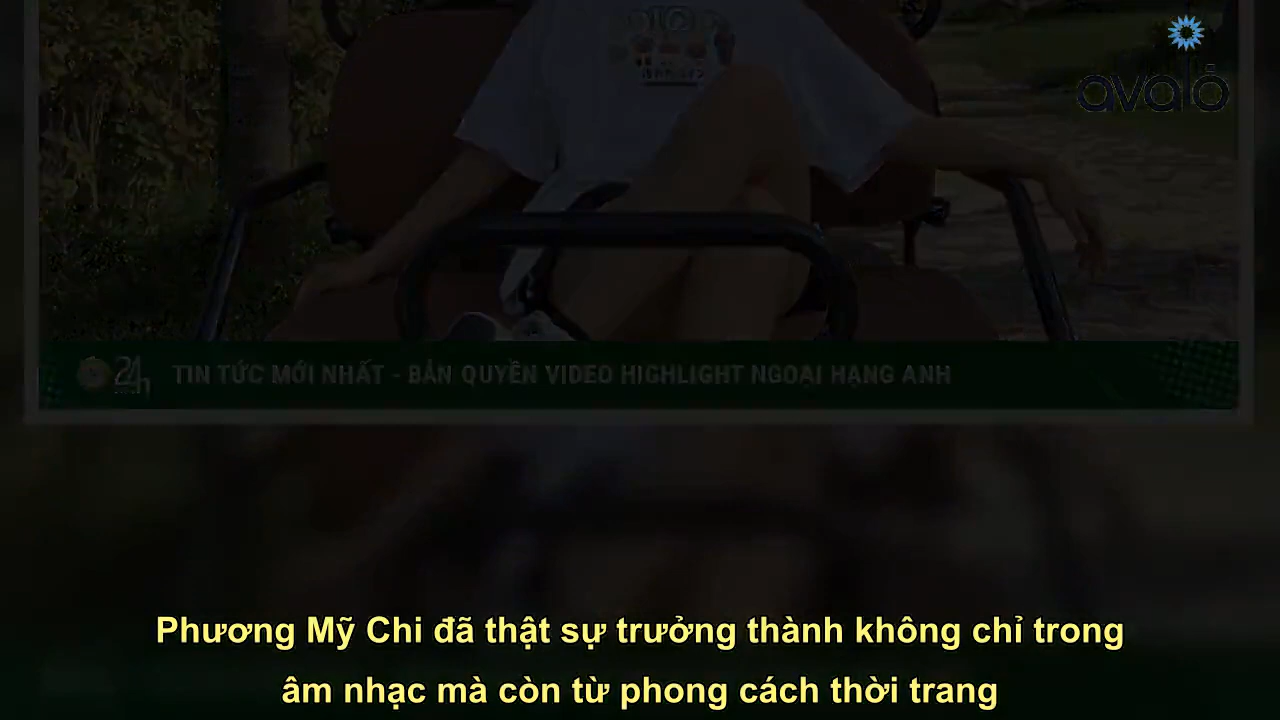 avalô
24h
TIN TỨC MỚI NHẤT - BẢN QUYỀN VIDEO HIGHLIGHT NGOẠI HẠNG ANH
Phương Mỹ Chi đã thật sự trưởng thành không chỉ trong
âm nhạc mà còn từ phong cách thời trang